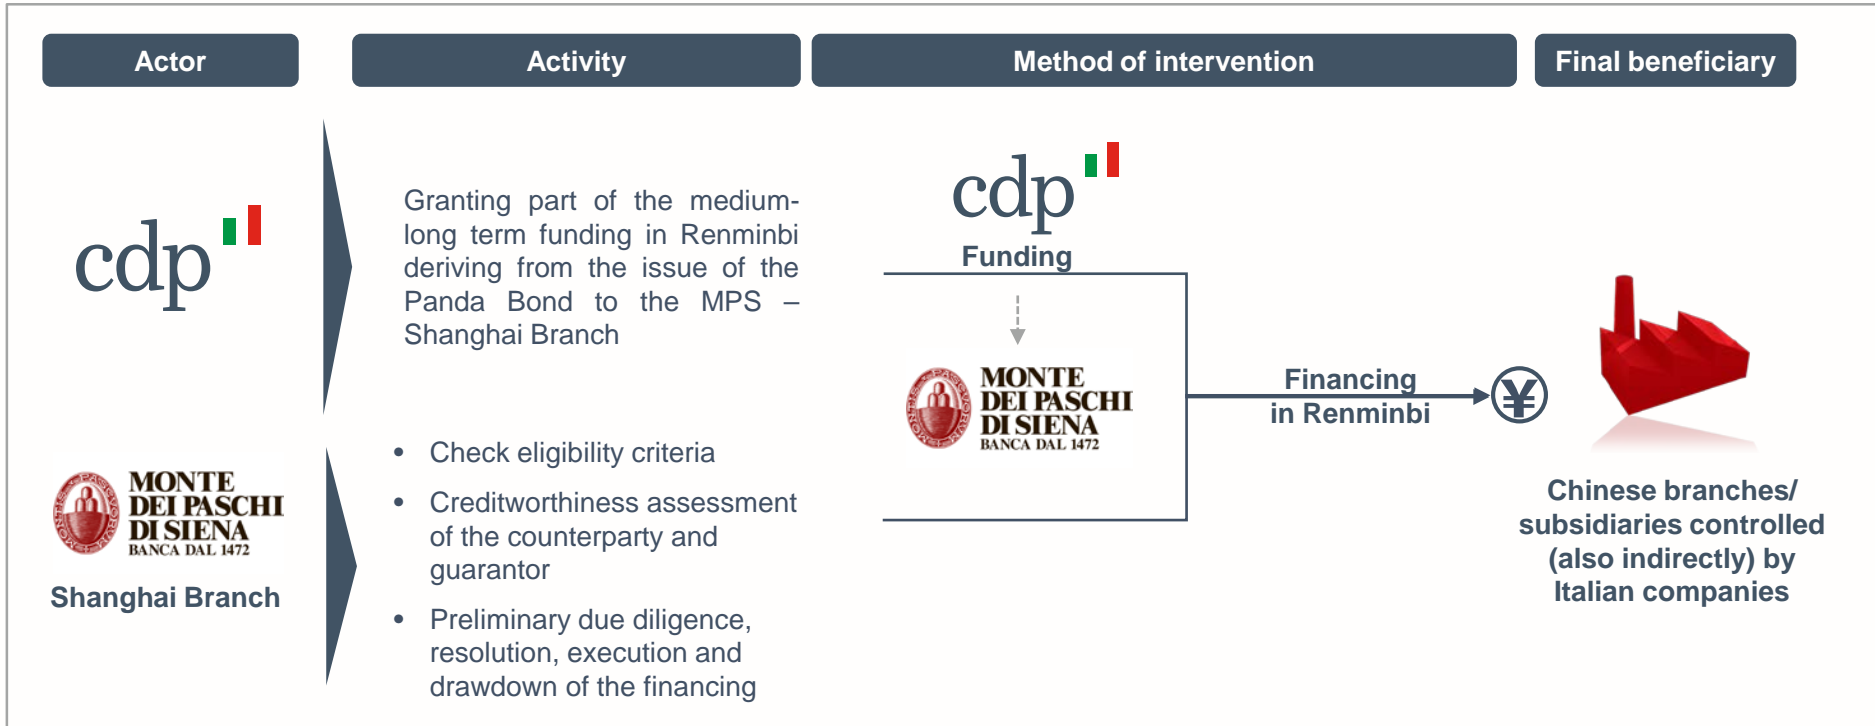 Actor
Activity
Method of intervention
Final beneficiary
cdp
Granting part of the medium-
long term funding in Renminbi
deriving from the issue of the
Panda Bond to the MPS –
Shanghai Branch
cdp
Funding
MONTE
DEI PASCHI
DI SIENA
BANCA DAL 1472
Financing
in Renminbi
¥
Chinese branches/
subsidiaries controlled
(also indirectly) by
Italian companies
MONTE
DEI PASCHI
DI SIENA
BANCA DAL 1472
Shanghai Branch
• Check eligibility criteria
• Creditworthiness assessment
of the counterparty and
guarantor
• Preliminary due diligence,
resolution, execution and
drawdown of the financing